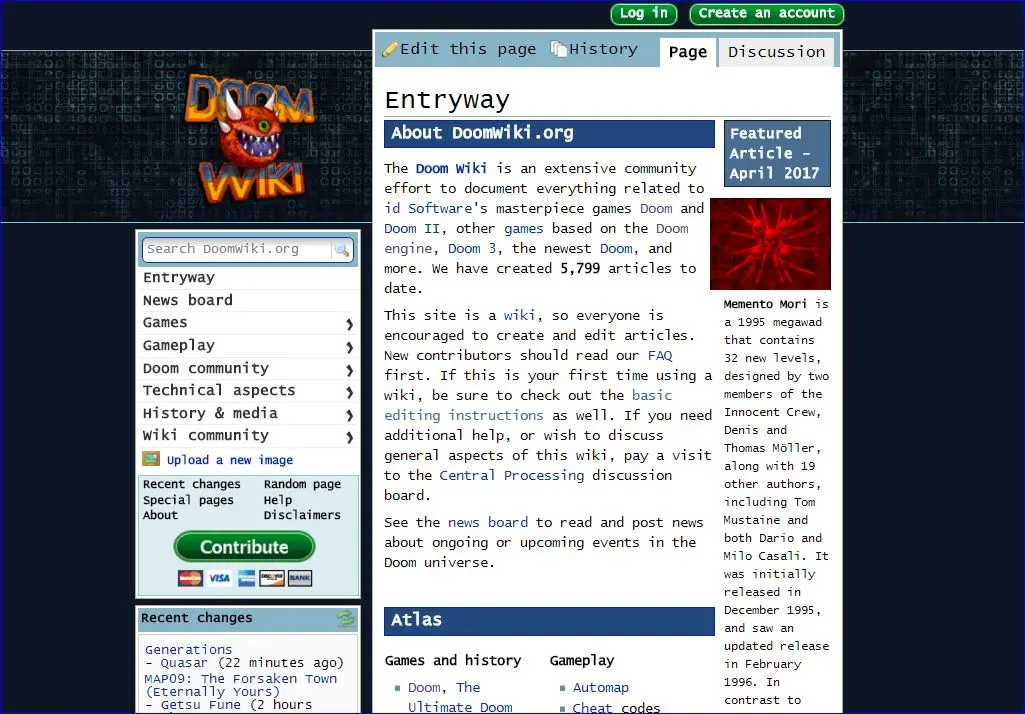 Log in
Create an account
Edit this page
History
Page
Discussion
DOOM
WIKI
Search DoomWiki.org
Entryway
News board
Games
Gameplay
Doom community
Technical aspects
History & media
Wiki community
Upload a new image
Recent changes
Random page
Special pages
Help
About
Disclaimers
Contribute
VISA
BANK
Recent changes
Generations
- Quasar (22 minutes ago)
MAP09: The Forsaken Town
(Eternally Yours)
- Getsu Fune (2 hours
Entryway
About DoomWiki.org
The Doom Wiki is an extensive community
effort to document everything related to
id Software's masterpiece games Doom and
Doom II, other games based on the Doom
engine, Doom 3, the newest Doom, and
more. We have created 5,799 articles to
date.
This site is a wiki, so everyone is
encouraged to create and edit articles.
New contributors should read our FAQ
first. If this is your first time using a
wiki, be sure to check out the basic
editing instructions as well. If you need
additional help, or wish to discuss
general aspects of this wiki, pay a visit
to the Central Processing discussion
board.
See the news board to read and post news
about ongoing or upcoming events in the
Doom universe.
Atlas
Games and history
Doom, The
Ultimate Doom
Gameplay
Automap
Cheat codes
Featured
Article –
April 2017
Memento Mori is
a 1995 megawad
that contains
32 new levels,
designed by two
members of the
Innocent Crew,
Denis and
Thomas Möller,
along with 19
other authors,
including Tom
Mustaine and
both Dario and
Milo Casali. It
was initially
released in
December 1995,
and saw an
updated release
in February
1996. In
contrast to